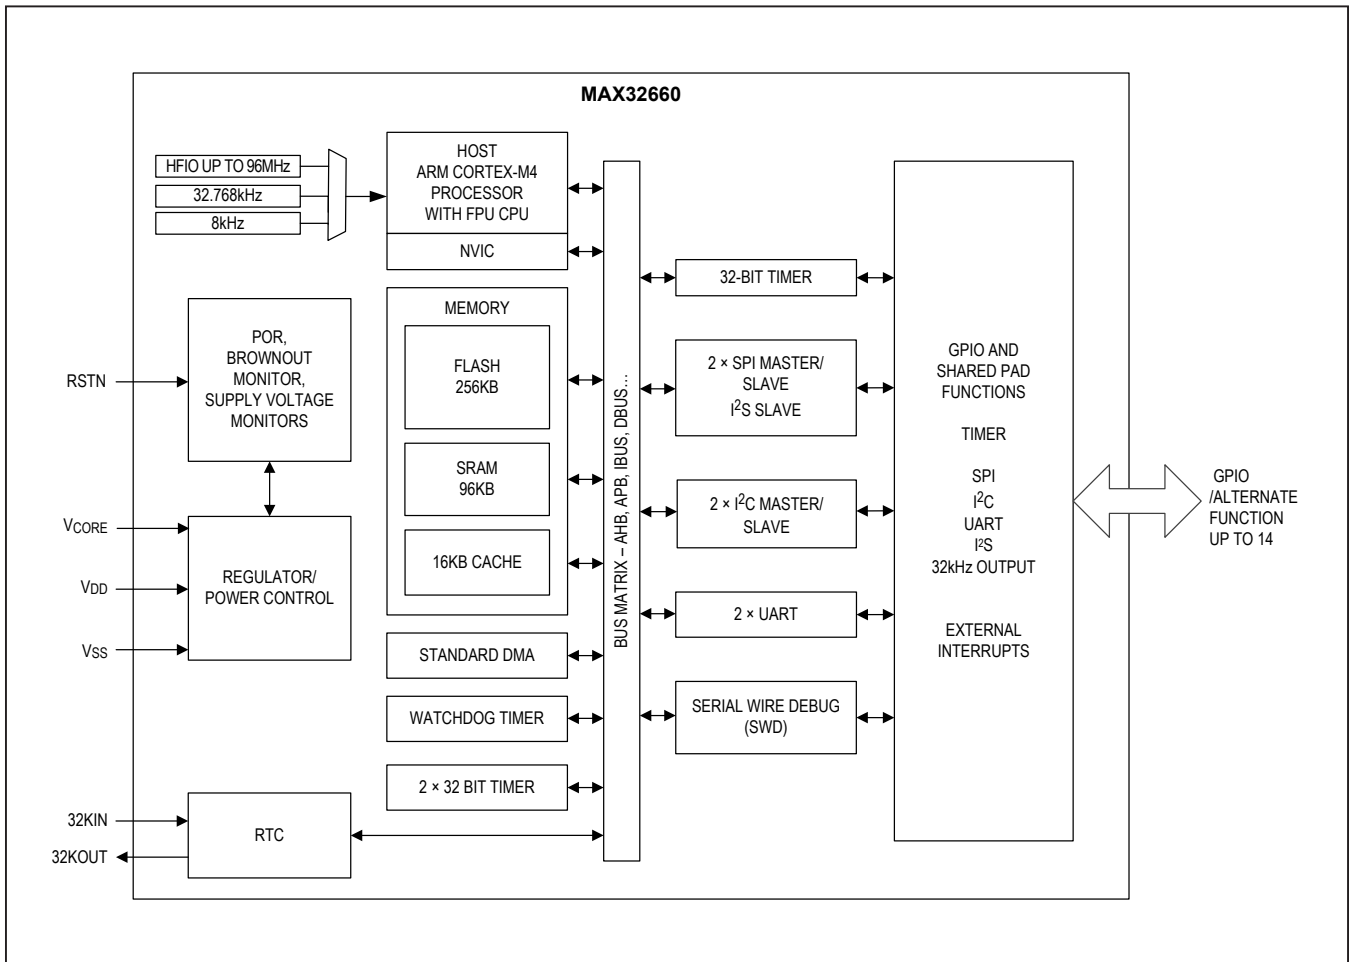 MAX32660
HFIO UP TO 96MHz
32.768kHz
8kHz
HOST
ARM CORTEX-M4
PROCESSOR
WITH FPU CPU
NVIC
POR,
BROWNOUT
MONITOR,
SUPPLY VOLTAGE
MONITORS
RSTN
VCORE
VDD
VSS
REGULATOR/
POWER CONTROL
32KIN
32KOUT
RTC
MEMORY
FLASH
256KB
SRAM
96KB
16KB CACHE
STANDARD DMA
WATCHDOG TIMER
2 × 32 BIT TIMER
BUS MATRIX – AHB, APB, IBUS, DBUS...
32-BIT TIMER
2 × SPI MASTER/
SLAVE
I²S SLAVE
2 × I²C MASTER/
SLAVE
2 × UART
SERIAL WIRE DEBUG
(SWD)
GPIO AND
SHARED PAD
FUNCTIONS
TIMER
SPI
I²C
UART
I²S
32kHz OUTPUT
EXTERNAL
INTERRUPTS
GPIO
/ALTERNATE
FUNCTION
UP TO 14